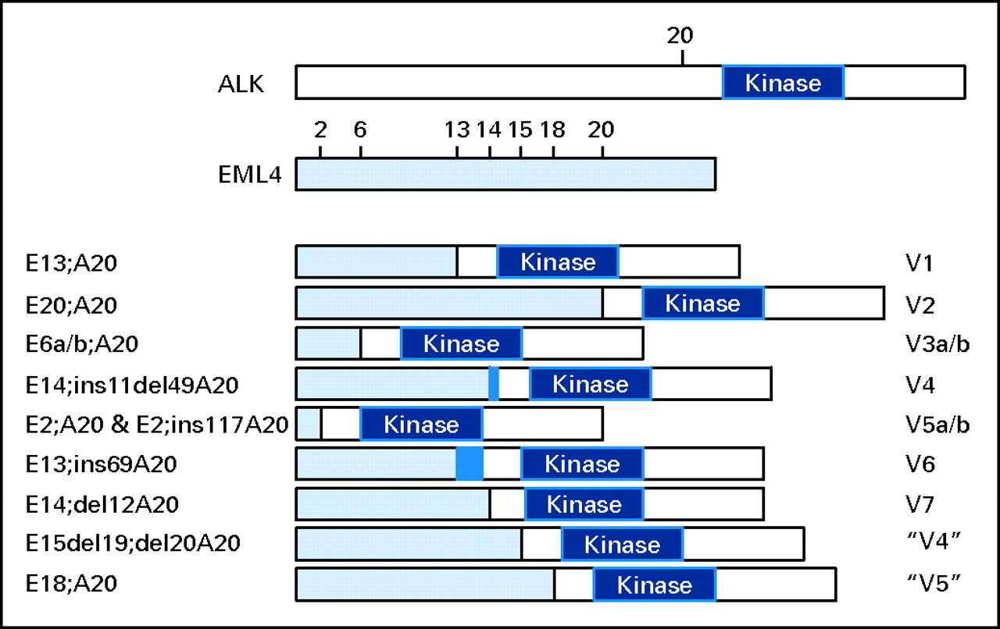 20
ALK Kinase
2 6 13 14 15 18 20
EML4
E13;A20 Kinase V1
E20;A20 Kinase V2
E6a/b;A20 Kinase V3a/b
E14;ins11del49A20 Kinase V4
E2;A20 & E2;ins117A20 Kinase V5a/b
E13;ins69A20 Kinase V6
E14;del12A20 Kinase V7
E15del19;del20A20 Kinase “V4”
E18;A20 Kinase “V5”